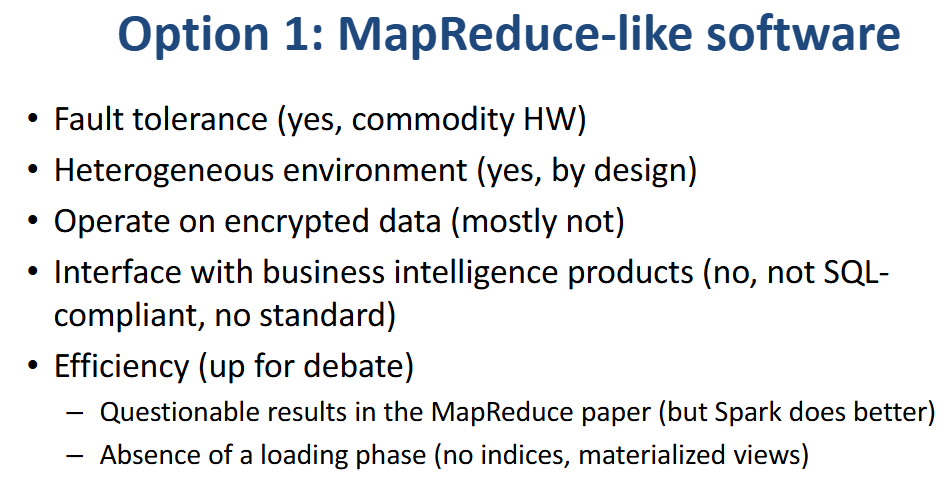 Option 1: MapReduce-like software
• Fault tolerance (yes, commodity HW)
• Heterogeneous environment (yes, by design)
• Operate on encrypted data (mostly not)
• Interface with business intelligence products (no, not SQL-
compliant, no standard)
• Efficiency (up for debate)
– Questionable results in the MapReduce paper (but Spark does better)
– Absence of a loading phase (no indices, materialized views)